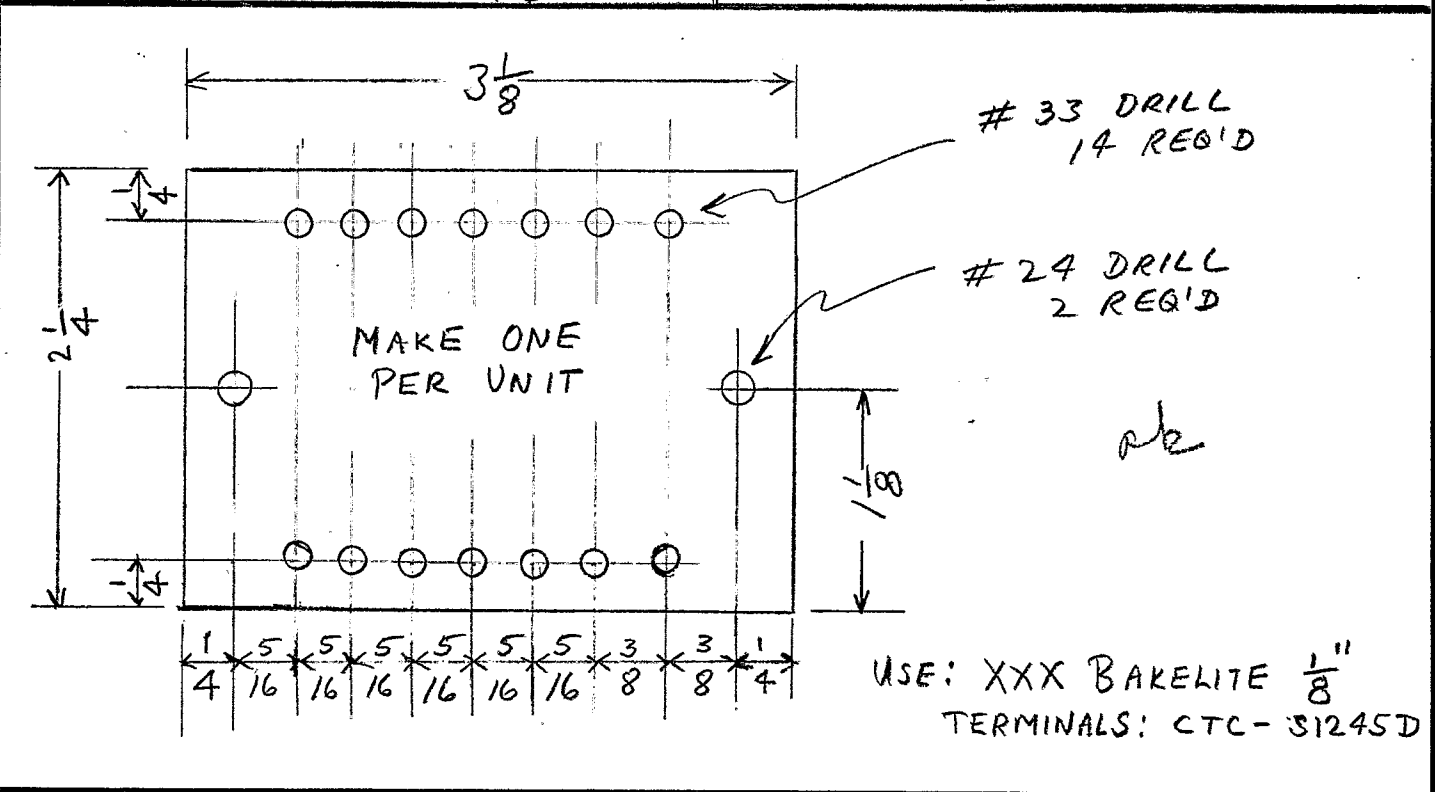 3 1/8
# 33 DRILL
14 REQ'D
1/4
# 24 DRILL
2 REQ'D
2 1/4
MAKE ONE
PER UNIT
1 1/8
1/4
1/4 5/16 5/16 5/16 5/16 5/16 5/16 3/8 3/8 1/4
USE: XXX BAKELITE 1/8"
TERMINALS: CTC- S1245D